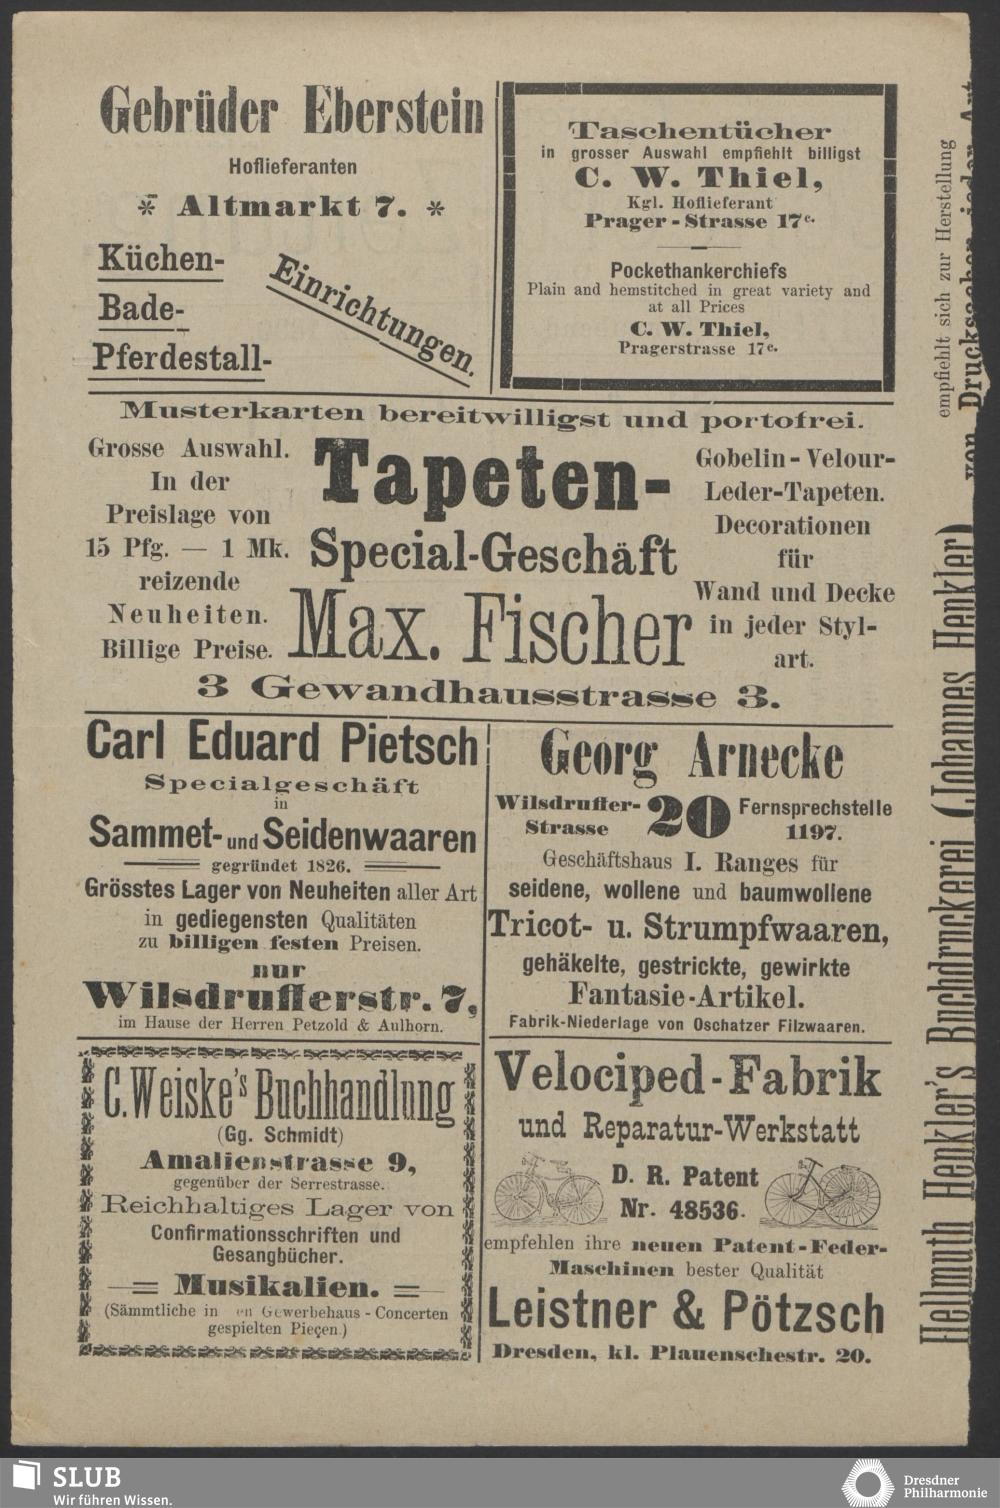 Gebrüder Eberstein
Hoflieferanten
* Altmarkt 7. *
Küchen-
Bade-
Pferdestall-
Einrichtungen.
Taschentücher
in grosser Auswahl empfiehlt billigst
C. W. Thiel,
Kgl. Hoflieferant
Prager-Strasse 17c.
Pockethankerchiefs
Plain and hemstitched in great variety and
at all Prices
C. W. Thiel,
Pragerstrasse 17c.
Musterkarten bereitwilligst und portofrei.
Grosse Auswahl.
In der
Preislage von
15 Pfg. — 1 Mk.
reizende
Neuheiten.
Billige Preise.
Tapeten-
Special-Geschäft
Max. Fischer
Gobelin-Velour-
Leder-Tapeten.
Decorationen
für
Wand und Decke
in jeder Styl-
art.
3 Gewandhausstrasse 3.
Carl Eduard Pietsch
Specialgeschäft
in
Sammet- und Seidenwaaren
gegründet 1826.
Grösstes Lager von Neuheiten aller Art
in gediegensten Qualitäten
zu billigen festen Preisen.
nur
Wilsdrufferstr. 7,
im Hause der Herren Petzold & Aulhorn.
Georg Arnecke
Wilsdruffer-
Strasse
20
Fernsprechstelle
1197.
Geschäftshaus I. Ranges für
seidene, wollene und baumwollene
Tricot- u. Strumpfwaaren,
gehäkelte, gestrickte, gewirkte
Fantasie-Artikel.
Fabrik-Niederlage von Oschatzer Filzwaaren.
C. Weiske's Buchhandlung
(Gg. Schmidt)
Amalienstrasse 9,
gegenüber der Serrestrasse.
Reichhaltiges Lager von
Confirmationsschriften und
Gesangbücher.
Musikalien.
(Sämmtliche in en Gewerbehaus-Concerten
gespielten Pieçen.)
Velociped-Fabrik
und Reparatur-Werkstatt
D. R. Patent
Nr. 48536.
empfehlen ihre neuen Patent-Feder-
Maschinen bester Qualität
Leistner & Pötzsch
Dresden, kl. Plauenschestr. 20.
Hellmuth Henkler's Buchdruckerei (Johannes Henkler)
empfiehlt sich zur Herstellung
von Drucksachen jeder Art
SLUB
Wir führen Wissen.
Dresdner
Philharmonie